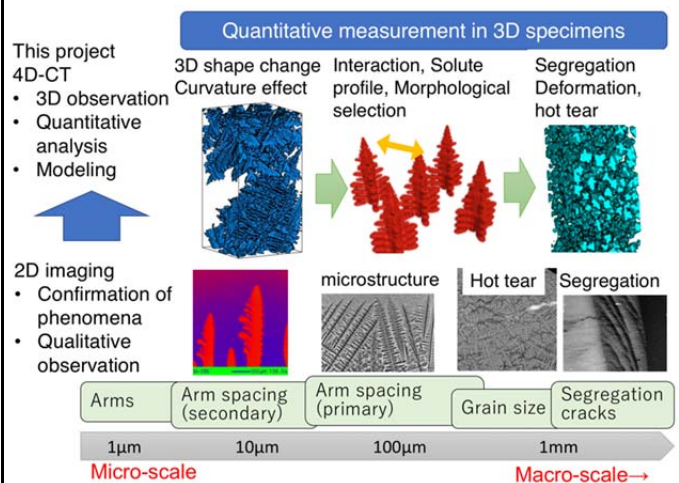 Quantitative measurement in 3D specimens
This project
4D-CT
• 3D observation
• Quantitative
analysis
• Modeling
3D shape change
Curvature effect
Interaction, Solute
profile, Morphological
selection
Segregation
Deformation,
hot tear
2D imaging
• Confirmation of
phenomena
• Qualitative
observation
microstructure
Hot tear
Segregation
Arms
Arm spacing
(secondary)
Arm spacing
(primary)
Grain size
Segregation
cracks
1μm
10μm
100μm
1mm
Micro-scale
Macro-scale→